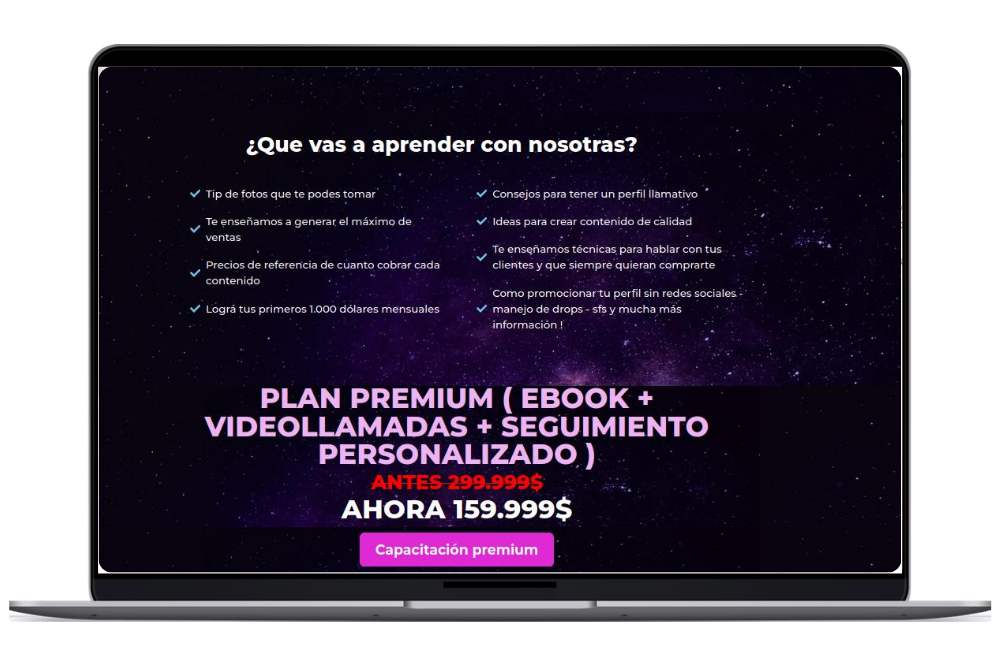 ¿Que vas a aprender con nosotras?
Tip de fotos que te podes tomar
Te enseñamos a generar el máximo de
ventas
Precios de referencia de cuanto cobrar cada
contenido
Lográ tus primeros 1.000 dólares mensuales
Consejos para tener un perfil llamativo
Ideas para crear contenido de calidad
Te enseñamos técnicas para hablar con tus
clientes y que siempre quieran comprarte
Como promocionar tu perfil sin redes sociales -
manejo de drops - sfs y mucha más
información !
PLAN PREMIUM ( EBOOK +
VIDEOLLAMADAS + SEGUIMIENTO
PERSONALIZADO )
ANTES 299.999$
AHORA 159.999$
Capacitación premium